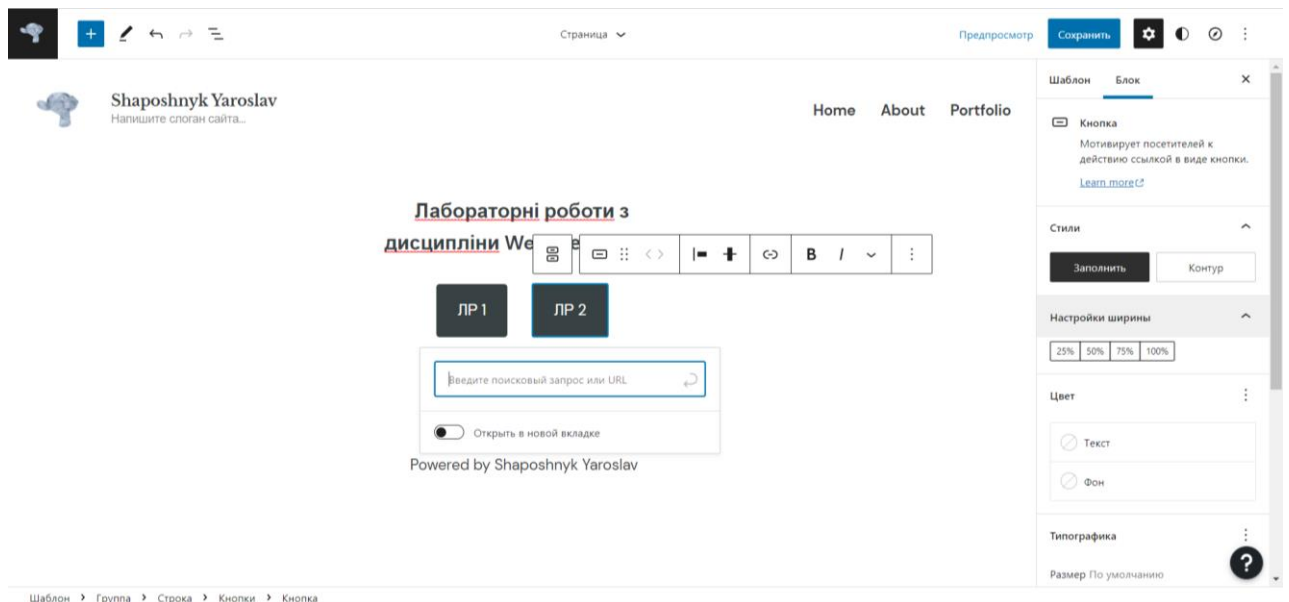 Страница
Предпросмотр
Сохранить
Shaposhnyk Yaroslav
Напишите слоган сайта...
Home About Portfolio
Лабораторні роботи з
дисципліни We
ЛР 1
ЛР 2
B I
Введите поисковый запрос или URL
Открыть в новой вкладке
Powered by Shaposhnyk Yaroslav
Шаблон Блок
Кнопка
Мотивирует посетителей к
действию ссылкой в виде кнопки.
Learn more
Стили
Заполнить
Контур
Настройки ширины
25% 50% 75% 100%
Цвет
Текст
Фон
Типографика
Размер По умолчанию
?
Шаблон > Группа > Строка > Кнопки > Кнопка